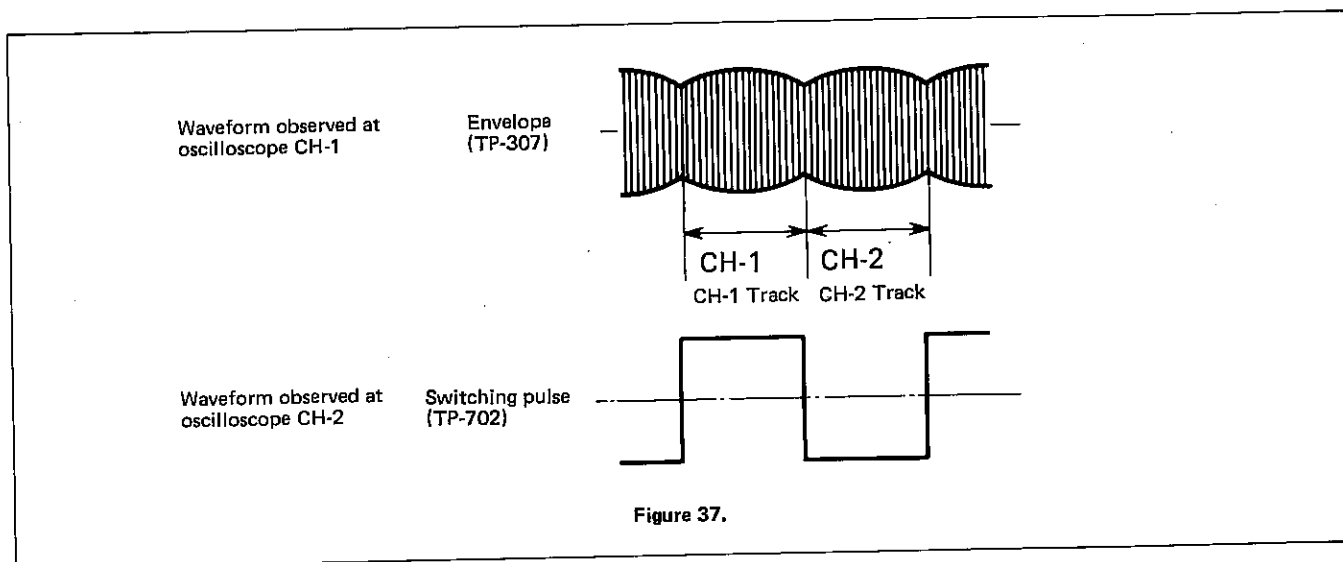 Waveform observed at
oscilloscope CH-1
Envelope
(TP-307)
CH-1
CH-2
CH-1 Track
CH-2 Track
Waveform observed at
oscilloscope CH-2
Switching pulse
(TP-702)
Figure 37.